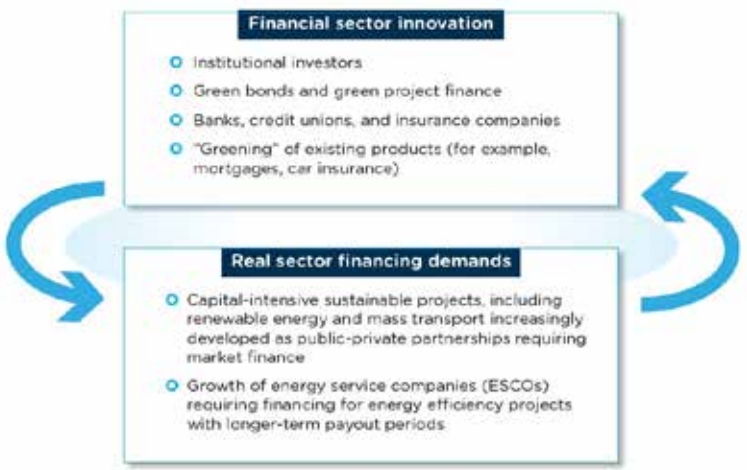 Financial sector innovation
Institutional investors
Green bonds and green project finance
Banks, credit unions, and insurance companies
"Greening" of existing products (for example,
mortgages, car insurance)
Real sector financing demands
Capital-intensive sustainable projects, including
renewable energy and mass transport increasingly
developed as public-private partnerships requiring
market finance
Growth of energy service companies (ESCOs)
requiring financing for energy efficiency projects
with longer-term payout periods